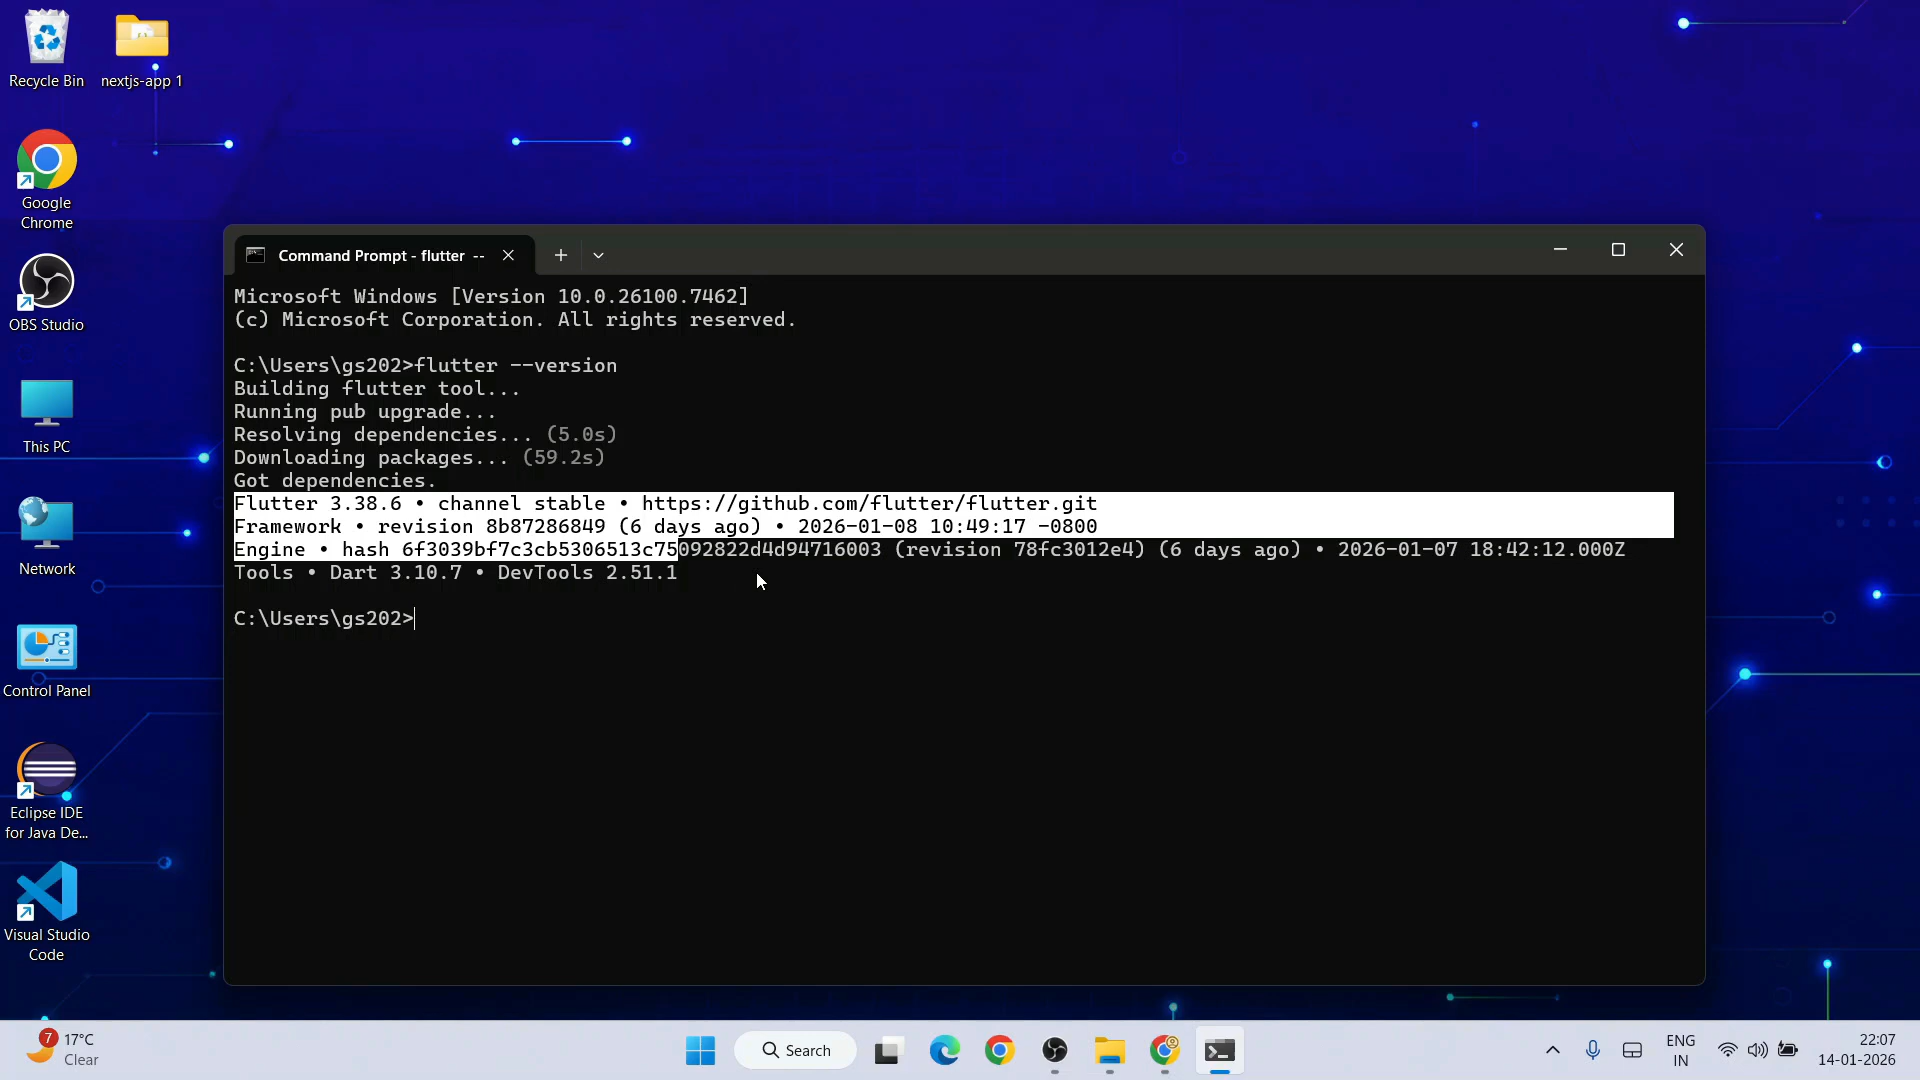 Recycle Bin
nextjs-app 1
Google
Chrome
OBS Studio
This PC
Network
Control Panel
Eclipse IDE
for Java De...
Visual Studio
Code
Command Prompt - flutter --
Microsoft Windows [Version 10.0.26100.7462]
(c) Microsoft Corporation. All rights reserved.
C:\Users\gs202>flutter --version
Building flutter tool...
Running pub upgrade...
Resolving dependencies... (5.0s)
Downloading packages... (59.2s)
Got dependencies.
Flutter 3.38.6 • channel stable • https://github.com/flutter/flutter.git
Framework • revision 8b87286849 (6 days ago) • 2026-01-08 10:49:17 -0800
Engine • hash 6f3039bf7c3cb5306513c75092822d4d94716003 (revision 78fc3012e4) (6 days ago) • 2026-01-07 18:42:12.000Z
Tools • Dart 3.10.7 • DevTools 2.51.1
C:\Users\gs202>
7
17°C
Clear
Search
ENG
IN
22:07
14-01-2026